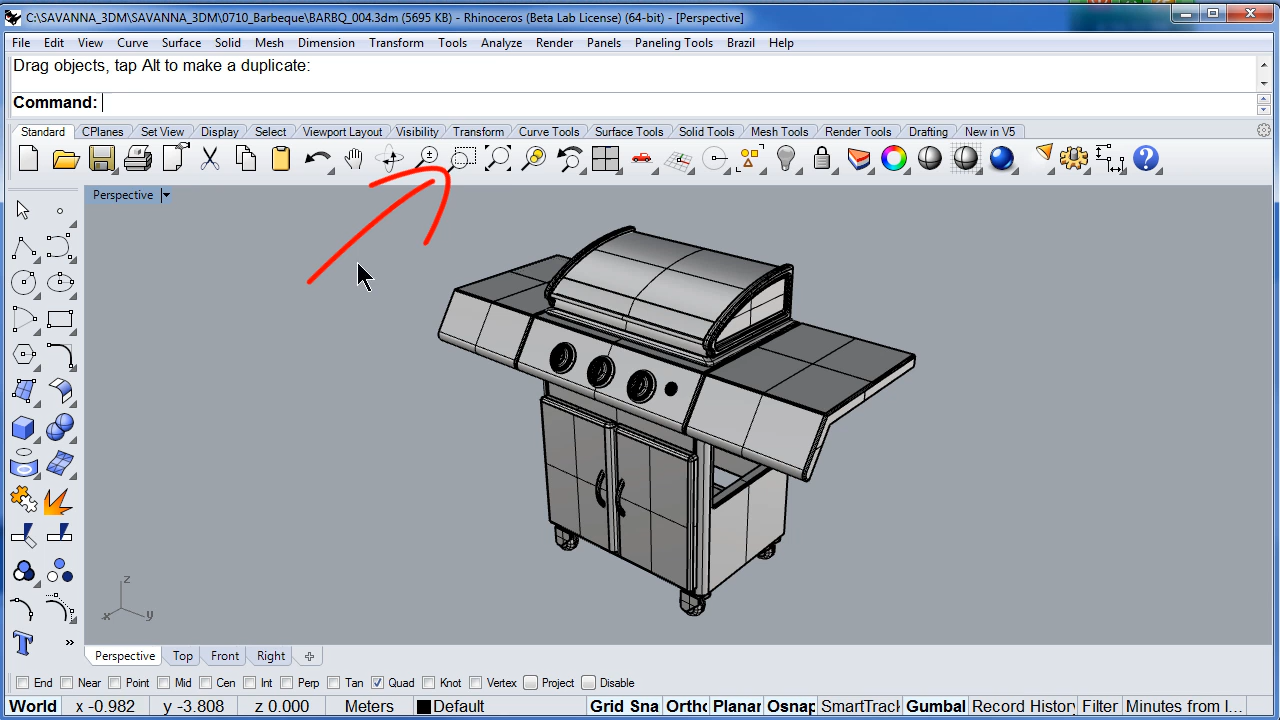 C:\SAVANNA_3DM\SAVANNA_3DM\0710_Barbeque\BARBQ_004.3dm (5695 KB) - Rhinoceros (Beta Lab License) (64-bit) - [Perspective]
File Edit View Curve Surface Solid Mesh Dimension Transform Tools Analyze Render Panels Paneling Tools Brazil Help
Drag objects, tap Alt to make a duplicate:
Command:
Standard CPlanes Set View Display Select Viewport Layout Visibility Transform Curve Tools Surface Tools Solid Tools Mesh Tools Render Tools Drafting New in V5
Perspective
z
x y
Perspective Top Front Right
End Near Point Mid Cen Int Perp Tan Quad Knot Vertex Project Disable
World x -0.982 y -3.808 z 0.000 Meters Default Grid Sna Ortho Planar Osnap SmartTrack Gumbal Record History Filter Minutes from l...